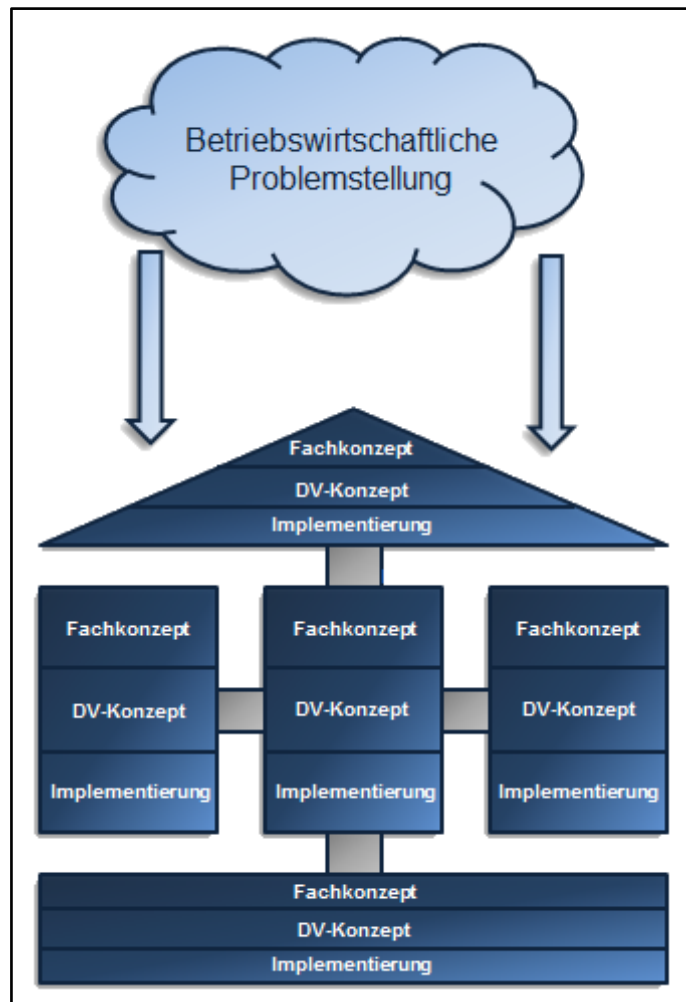 Betriebswirtschaftliche
Problemstellung
Fachkonzept
DV-Konzept
Implementierung
Fachkonzept
DV-Konzept
Implementierung
Fachkonzept
DV-Konzept
Implementierung
Fachkonzept
DV-Konzept
Implementierung
Fachkonzept
DV-Konzept
Implementierung